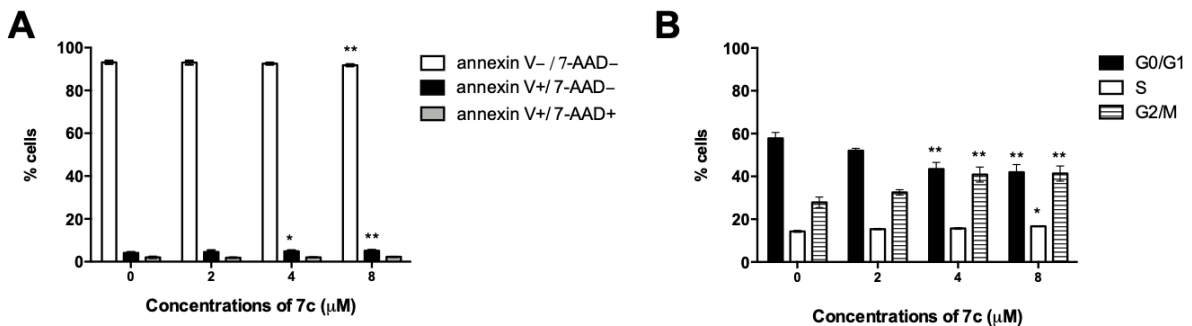 A
% cells
100
80
60
40
20
0
**
*
**
0 2 4 8
Concentrations of 7c (μM)
annexin V− / 7-AAD−
annexin V+/ 7-AAD−
annexin V+/ 7-AAD+
B
% cells
100
80
60
40
20
0
** ** ** **
*
0 2 4 8
Concentrations of 7c (μM)
G0/G1
S
G2/M